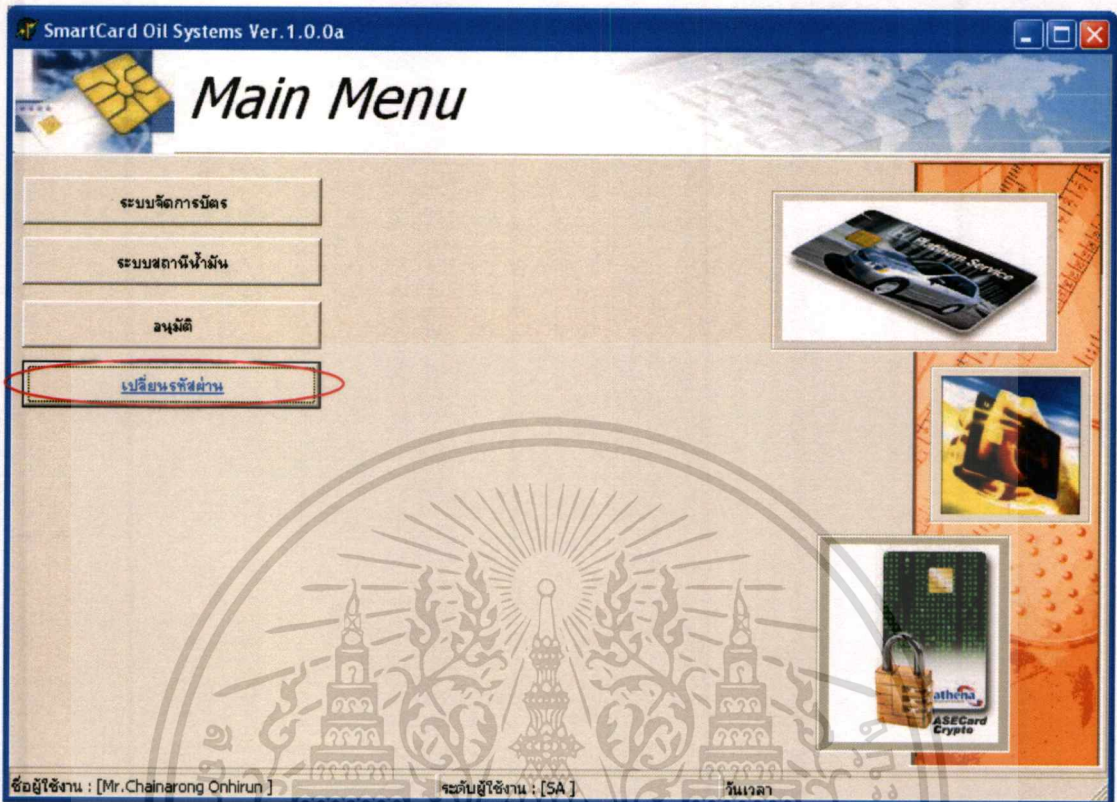 SmartCard Oil Systems Ver.1.0.0a
Main Menu
ระบบจัดการบัตร
ระบบสถานีน้ำมัน
อนุมัติ
เปลี่ยนรหัสผ่าน
Platinum Service
athena
ASECard
Crypto
ชื่อผู้ใช้งาน : [Mr.Chainarong Onhirun ]
ระดับผู้ใช้งาน : [SA ]
วันเวลา